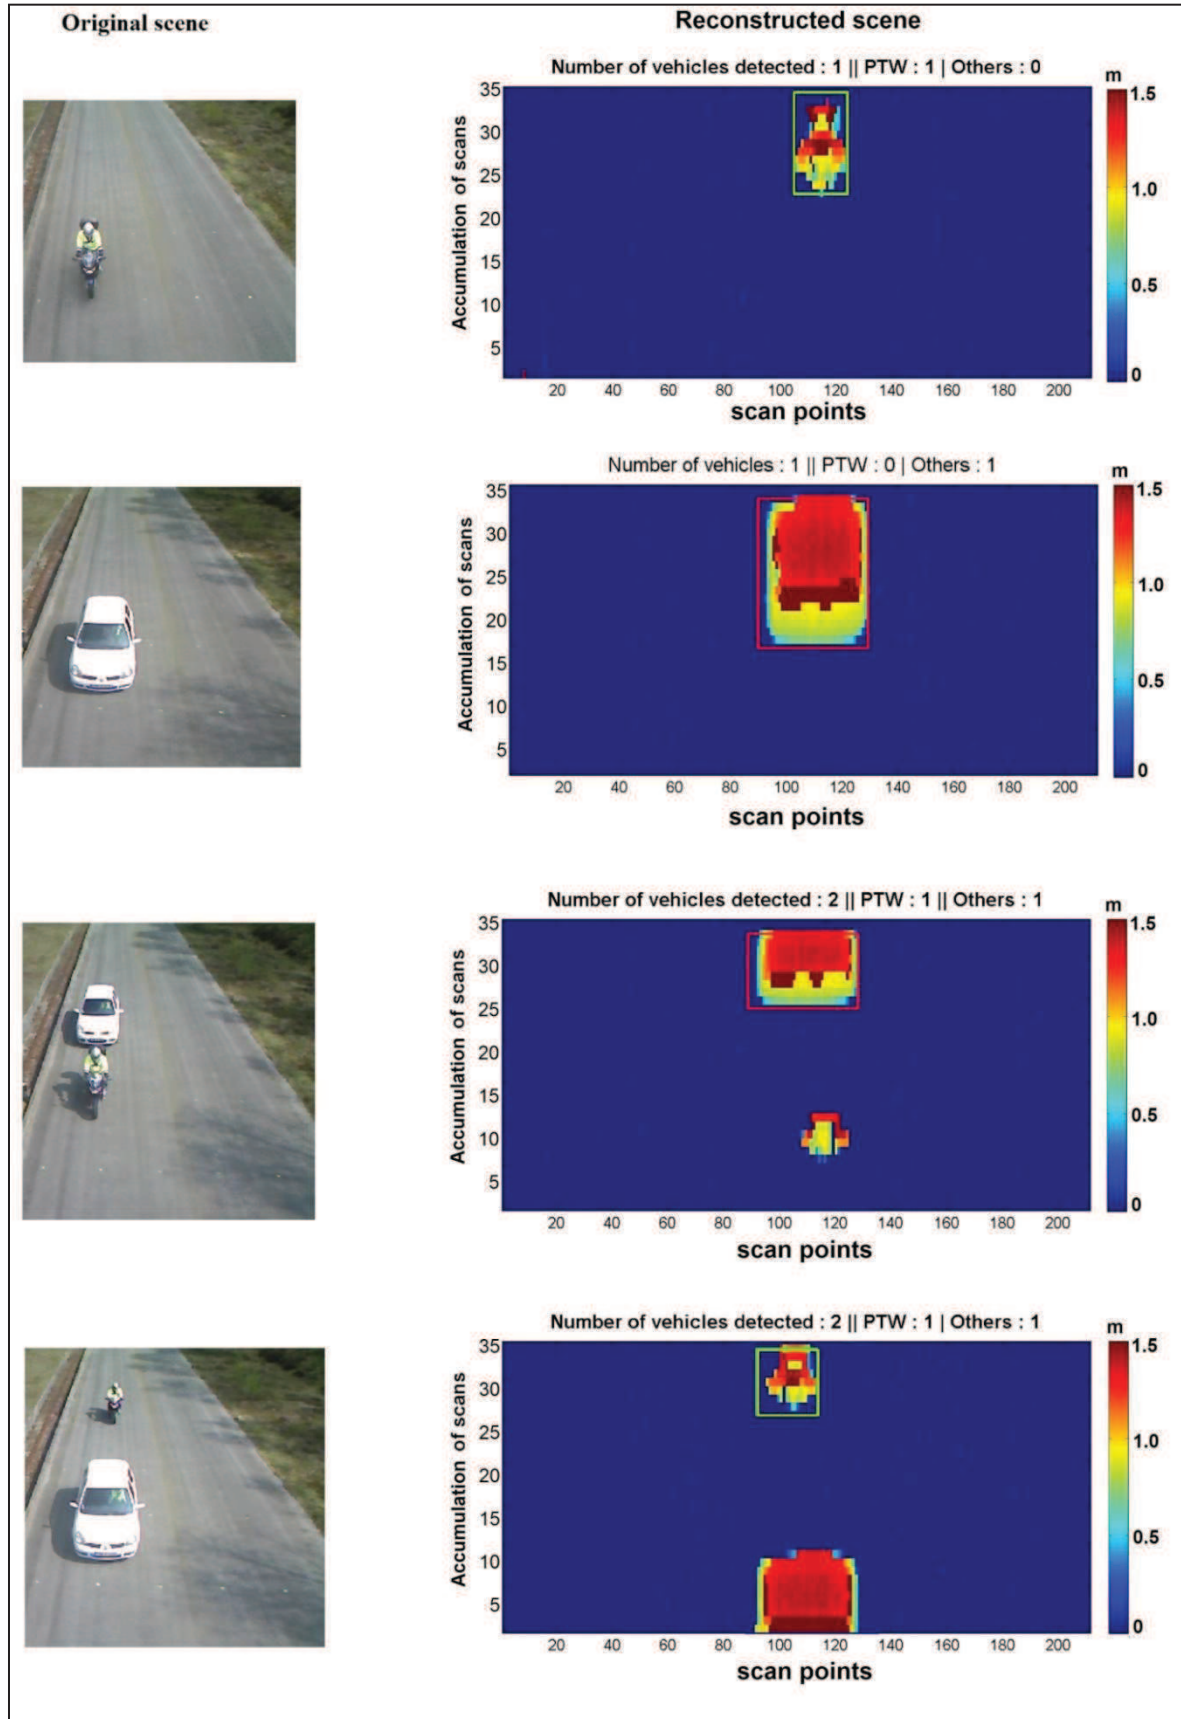 Original scene
Reconstructed scene
Number of vehicles detected : 1 || PTW : 1 | Others : 0
m
35
30
25
20
15
10
5
Accumulation of scans
20 40 60 80 100 120 140 160 180 200
scan points
1.5
1.0
0.5
0
Number of vehicles : 1 || PTW : 0 | Others : 1
m
35
30
25
20
15
10
5
Accumulation of scans
20 40 60 80 100 120 140 160 180 200
scan points
1.5
1.0
0.5
0
Number of vehicles detected : 2 || PTW : 1 || Others : 1
m
35
30
25
20
15
10
5
Accumulation of scans
20 40 60 80 100 120 140 160 180 200
scan points
1.5
1.0
0.5
0
Number of vehicles detected : 2 || PTW : 1 | Others : 1
m
35
30
25
20
15
10
5
Accumulation of scans
20 40 60 80 100 120 140 160 180 200
scan points
1.5
1.0
0.5
0